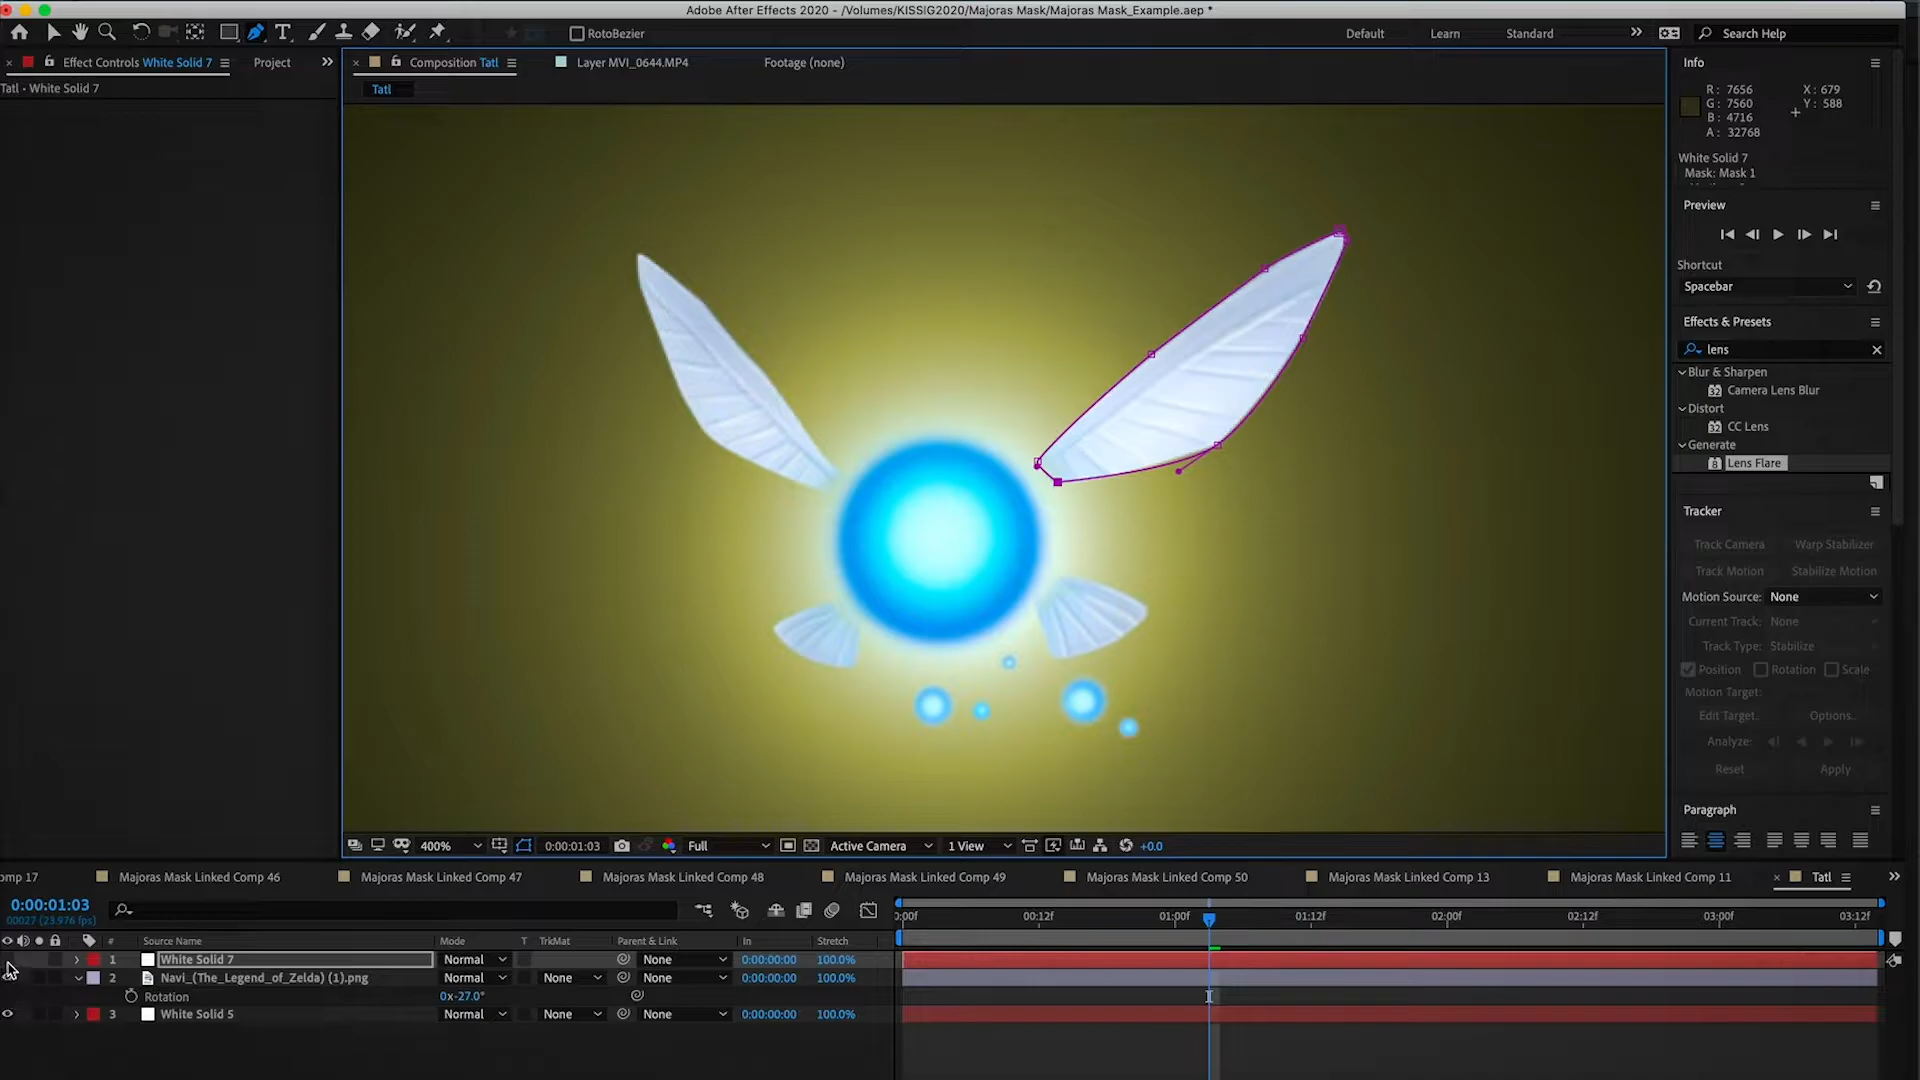 Adobe After Effects 2020 - /Volumes/KISSIG2020/Majoras Mask/Majoras Mask_Example.aep *
RotoBezier
Default Learn Standard Search Help
Effect Controls White Solid 7 Project
Composition Tatl Layer MVI_0644.MP4 Footage (none)
Tatl - White Solid 7
Tatl
Info
R: 7656 X: 679
G: 7560 Y: 588
B: 4716
A: 32768
White Solid 7
Mask: Mask 1
Preview
Shortcut
Spacebar
Effects & Presets
lens
Blur & Sharpen
32 Camera Lens Blur
Distort
32 CC Lens
Generate
8 Lens Flare
Tracker
Track Camera Warp Stabilizer
Track Motion Stabilize Motion
Motion Source: None
Current Track: None
Track Type: Stabilize
Position Rotation Scale
Motion Target:
Edit Target... Options...
Analyze:
Reset Apply
Paragraph
400% 0:00:01:03 Full Active Camera 1 View +0.0
omp 17 Majoras Mask Linked Comp 46 Majoras Mask Linked Comp 47 Majoras Mask Linked Comp 48 Majoras Mask Linked Comp 49 Majoras Mask Linked Comp 50 Majoras Mask Linked Comp 13 Majoras Mask Linked Comp 11 Tatl
0:00:01:03
00027 (23.976 fps)
0:00f 00:12f 01:00f 01:12f 02:00f 02:12f 03:00f 03:12f
# Source Name Mode T TrkMat Parent & Link In Stretch
1 White Solid 7 Normal None 0:00:00:00 100.0%
2 Navi_(The_Legend_of_Zelda) (1).png Normal None None 0:00:00:00 100.0%
Rotation 0x-27.0°
3 White Solid 5 Normal None None 0:00:00:00 100.0%